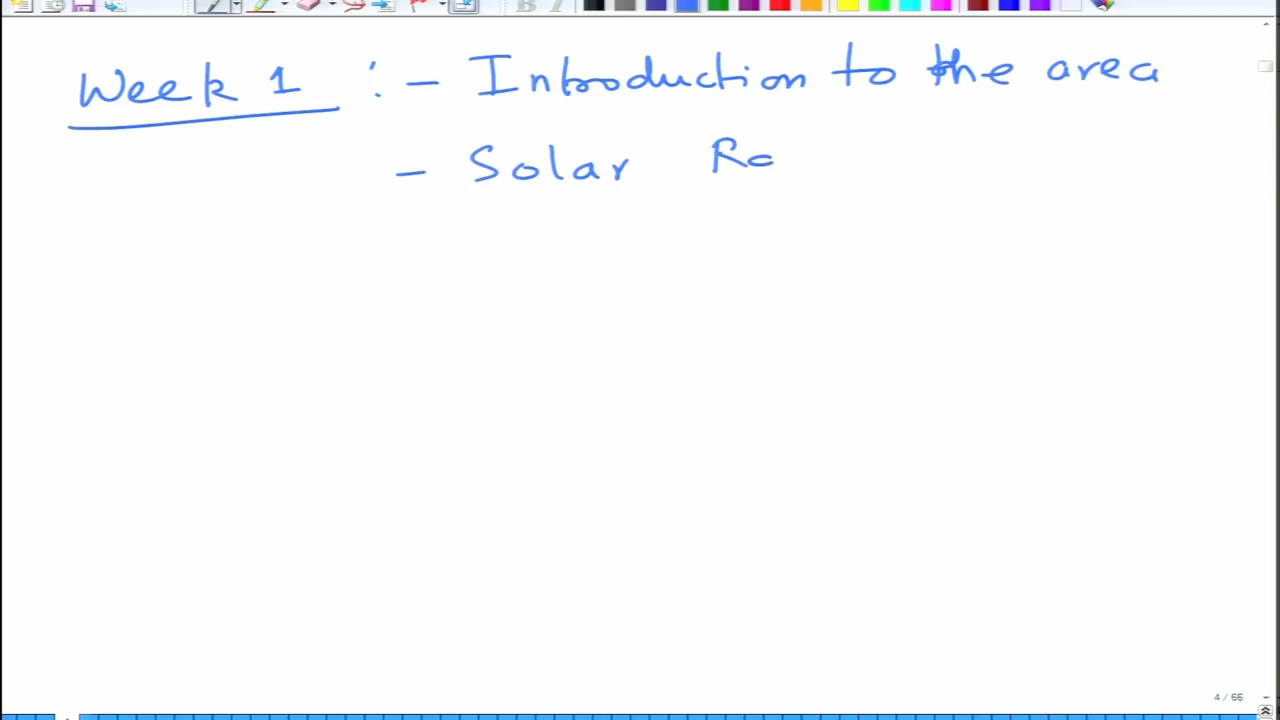 Week 1 : - Introduction to the area
- Solar Ra
4 / 66